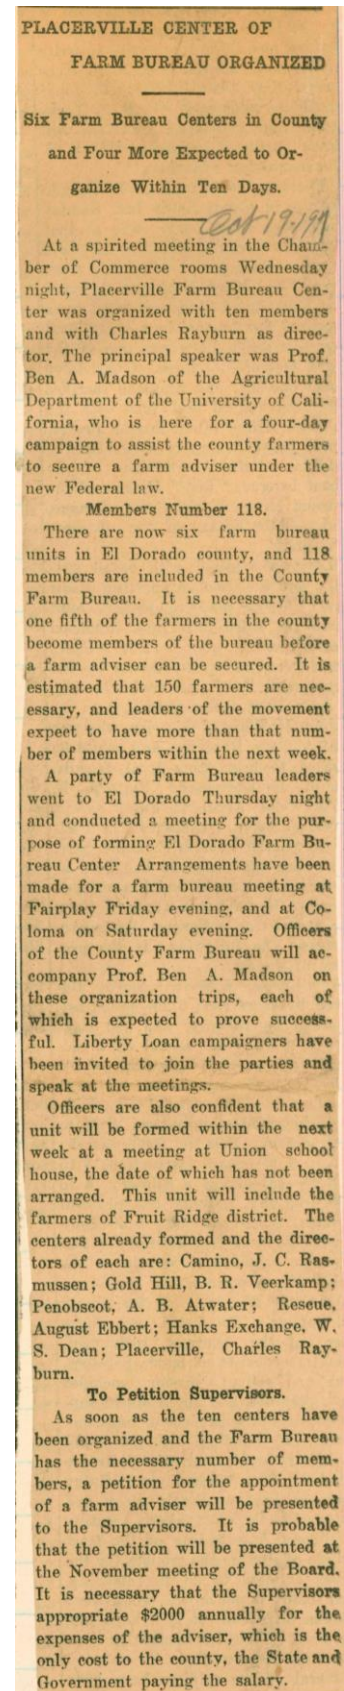 PLACERVILLE CENTER OF
FARM BUREAU ORGANIZED
Six Farm Bureau Centers in County
and Four More Expected to Or-
ganize Within Ten Days.
Oct 19-1917
At a spirited meeting in the Cham-
ber of Commerce rooms Wednesday
night, Placerville Farm Bureau Cen-
ter was organized with ten members
and with Charles Rayburn as direc-
tor. The principal speaker was Prof.
Ben A. Madson of the Agricultural
Department of the University of Cali-
fornia, who is here for a four-day
campaign to assist the county farmers
to secure a farm adviser under the
new Federal law.
Members Number 118.
There are now six farm bureau
units in El Dorado county, and 118
members are included in the County
Farm Bureau. It is necessary that
one fifth of the farmers in the county
become members of the bureau before
a farm adviser can be secured. It is
estimated that 150 farmers are nec-
essary, and leaders of the movement
expect to have more than that num-
ber of members within the next week.
A party of Farm Bureau leaders
went to El Dorado Thursday night
and conducted a meeting for the pur-
pose of forming El Dorado Farm Bu-
reau Center Arrangements have been
made for a farm bureau meeting at
Fairplay Friday evening, and at Co-
loma on Saturday evening. Officers
of the County Farm Bureau will ac-
company Prof. Ben A. Madson on
these organization trips, each of
which is expected to prove success-
ful. Liberty Loan campaigners have
been invited to join the parties and
speak at the meetings.
Officers are also confident that a
unit will be formed within the next
week at a meeting at Union school
house, the date of which has not been
arranged. This unit will include the
farmers of Fruit Ridge district. The
centers already formed and the direc-
tors of each are: Camino, J. C. Ras-
mussen; Gold Hill, B. R. Veerkamp;
Penobscot, A. B. Atwater; Rescue,
August Ebbert; Hanks Exchange, W.
S. Dean; Placerville, Charles Ray-
burn.
To Petition Supervisors.
As soon as the ten centers have
been organized and the Farm Bureau
has the necessary number of mem-
bers, a petition for the appointment
of a farm adviser will be presented
to the Supervisors. It is probable
that the petition will be presented at
the November meeting of the Board.
It is necessary that the Supervisors
appropriate $2000 annually for the
expenses of the adviser, which is the
only cost to the county, the State and
Government paying the salary.